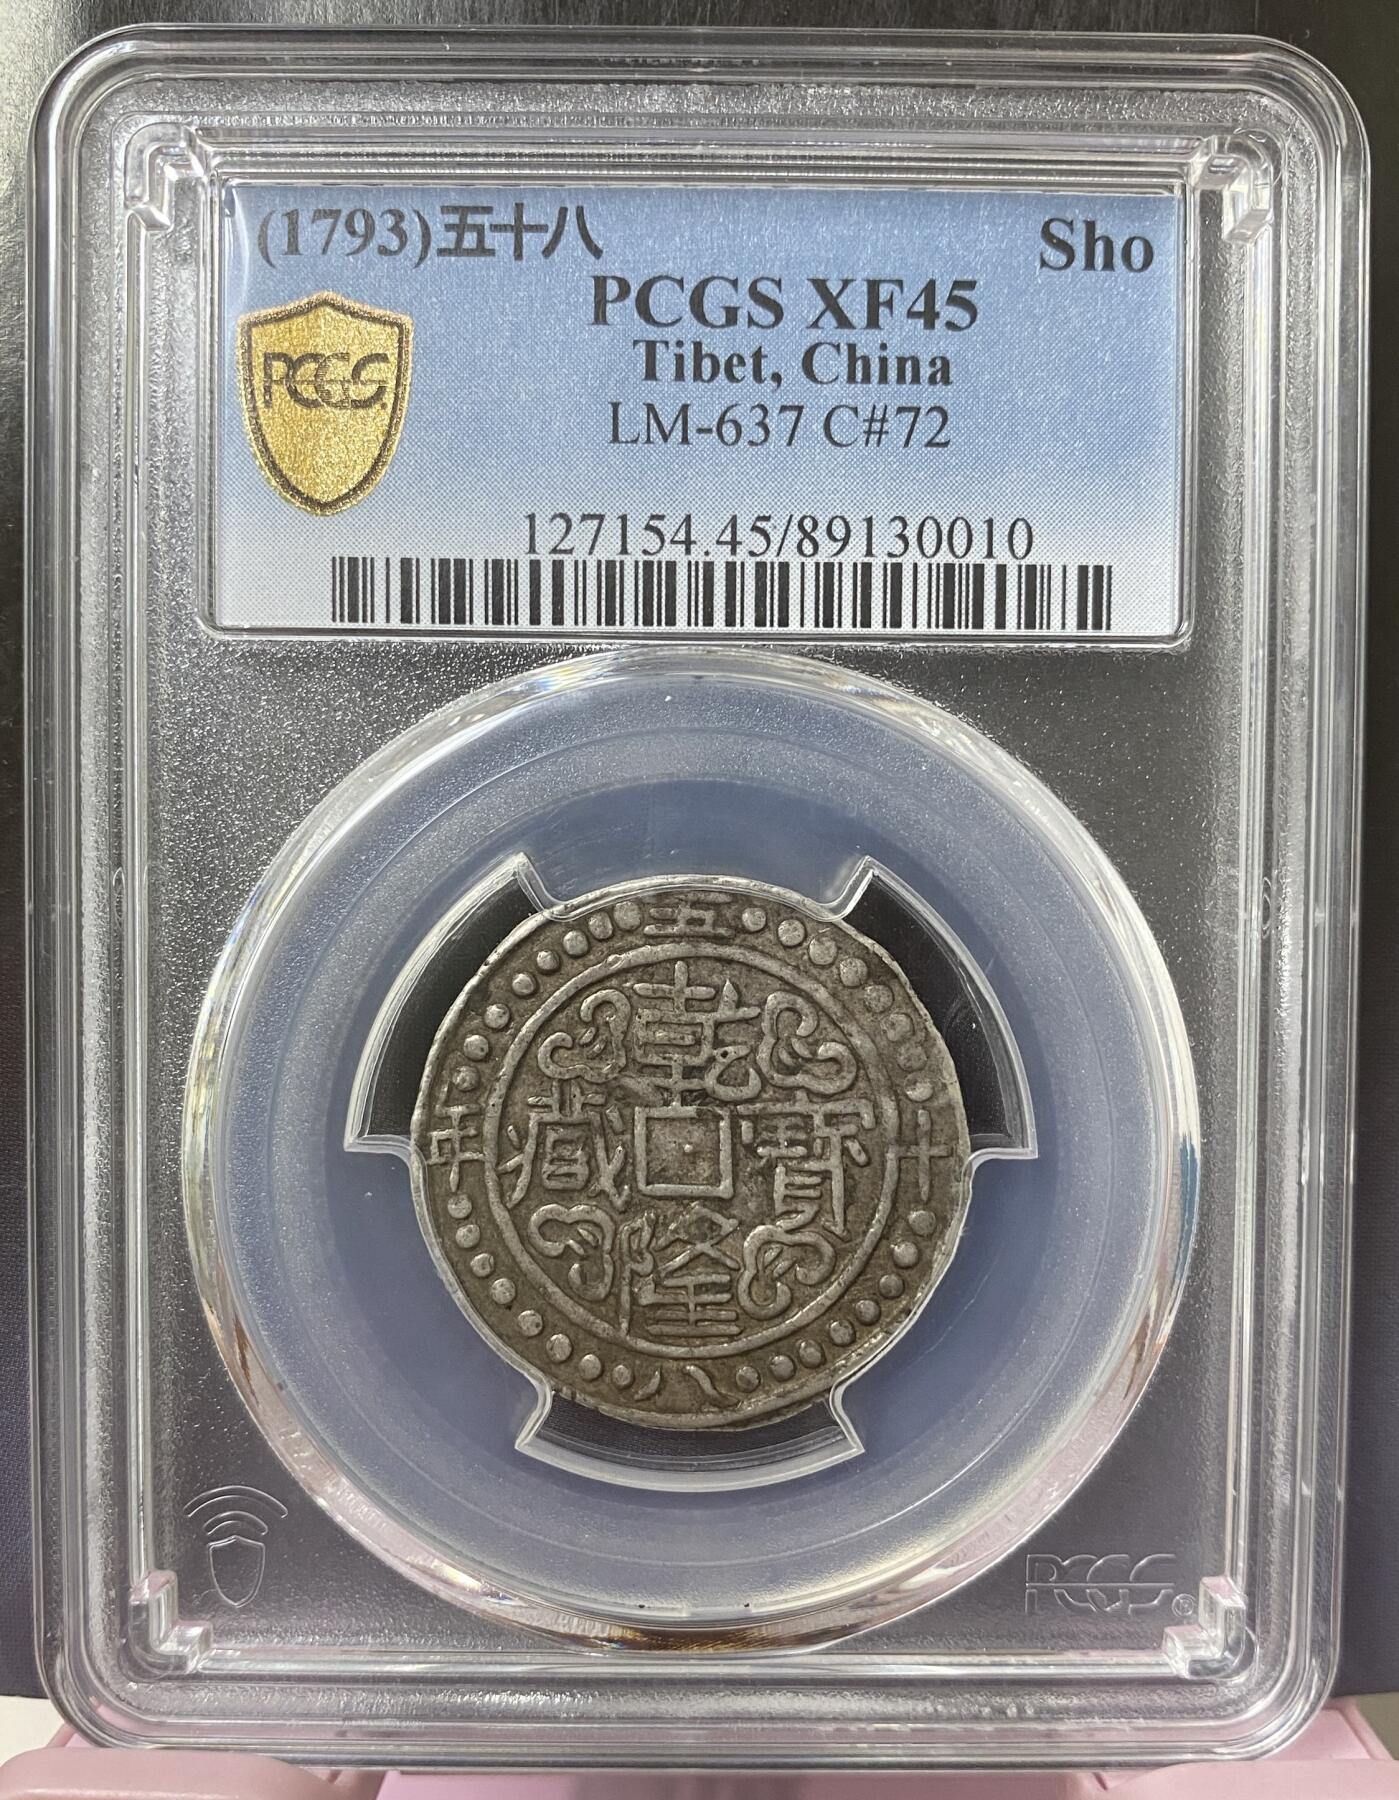 (1793)五十八 Sho
PCGS XF45
PCGS
Tibet, China
LM-637 C#72
127154.45/89130010
五
乾
年 藏 寶 十
隆
八
PCGS®